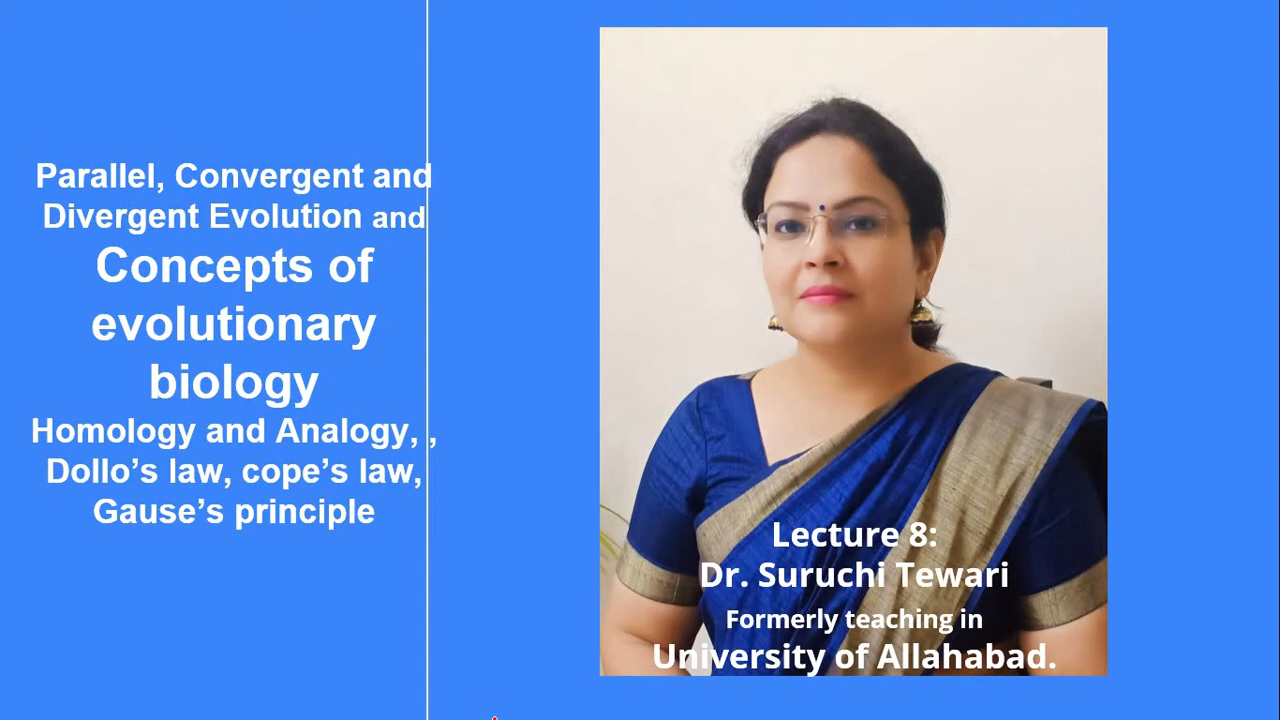 Parallel, Convergent and
Divergent Evolution and
Concepts of
evolutionary
biology
Homology and Analogy, ,
Dollo’s law, cope’s law,
Gause’s principle
Lecture 8:
Dr. Suruchi Tewari
Formerly teaching in
University of Allahabad.